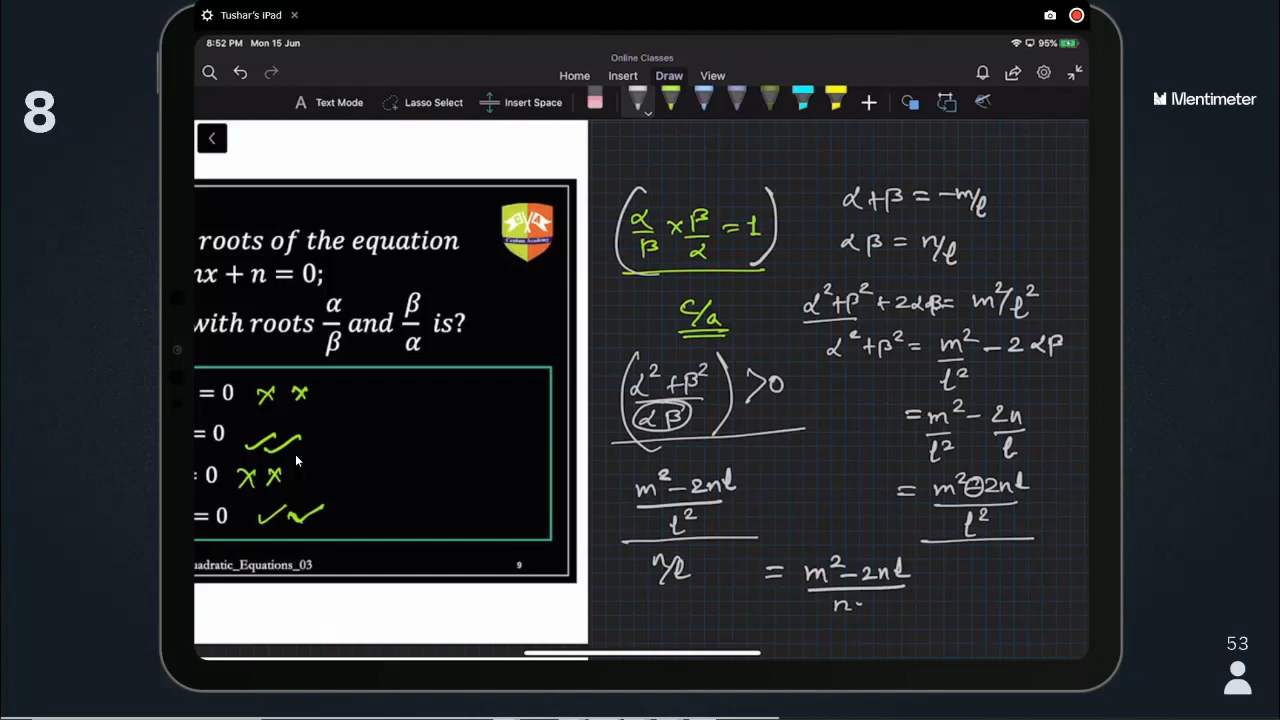 Tushar's iPad ×
8:52 PM Mon 15 Jun
95%
Online Classes
Home Insert Draw View
Text Mode Lasso Select Insert Space
8
Mentimeter
roots of the equation
nx + n = 0;
with roots α/β and β/α is?
= 0 × ×
= 0 ✓✓
= 0 × ×
= 0 ✓✓
uadratic_Equations_03 9
(α/β × β/α = 1)
c/a
((α² + β²)/(αβ)) > 0
(m² - 2nl)/l²
n/l
= (m² - 2nl)/n·
α + β = -m/l
αβ = n/l
α² + β² + 2αβ = m²/l²
α² + β² = m²/l² - 2αβ
= m²/l² - 2n/l
= (m² - 2nl)/l²
53